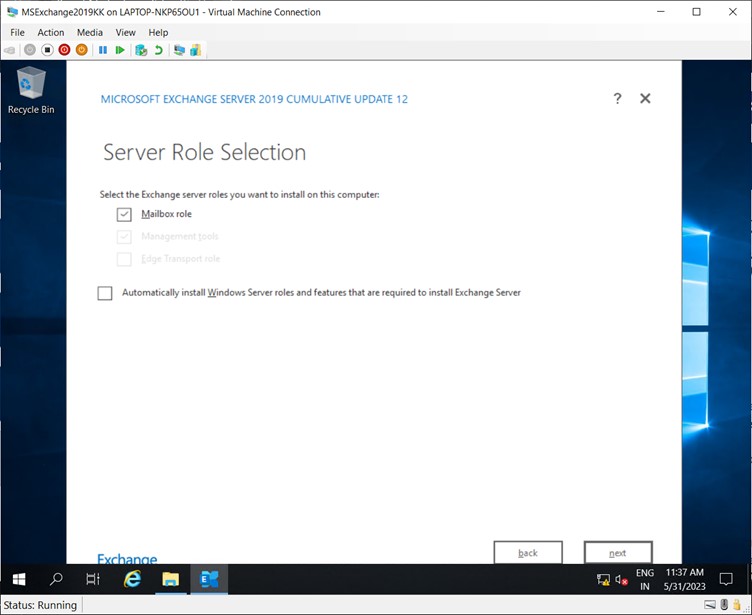 MSExchange2019KK on LAPTOP-NKP65OU1 - Virtual Machine Connection
File Action Media View Help
Recycle Bin
MICROSOFT EXCHANGE SERVER 2019 CUMULATIVE UPDATE 12
? 
Server Role Selection
Select the Exchange server roles you want to install on this computer:
Mailbox role
Management tools
Edge Transport role
Automatically install Windows Server roles and features that are required to install Exchange Server
Exchange
back next
ENG 11:37 AM
IN 5/31/2023
Status: Running